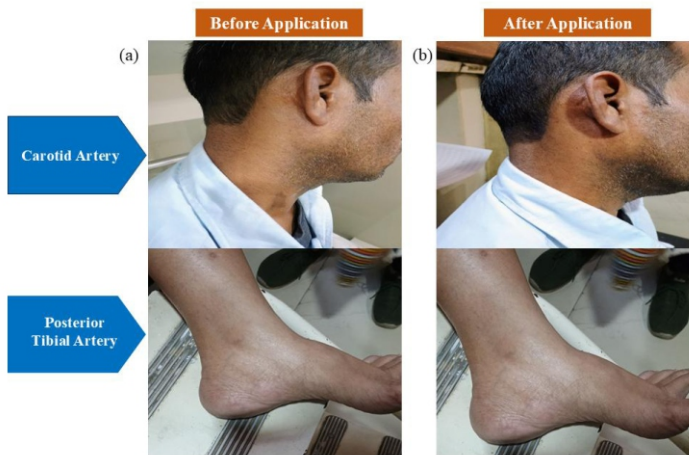 Before Application
After Application
(a)
(b)
Carotid Artery
Posterior
Tibial Artery